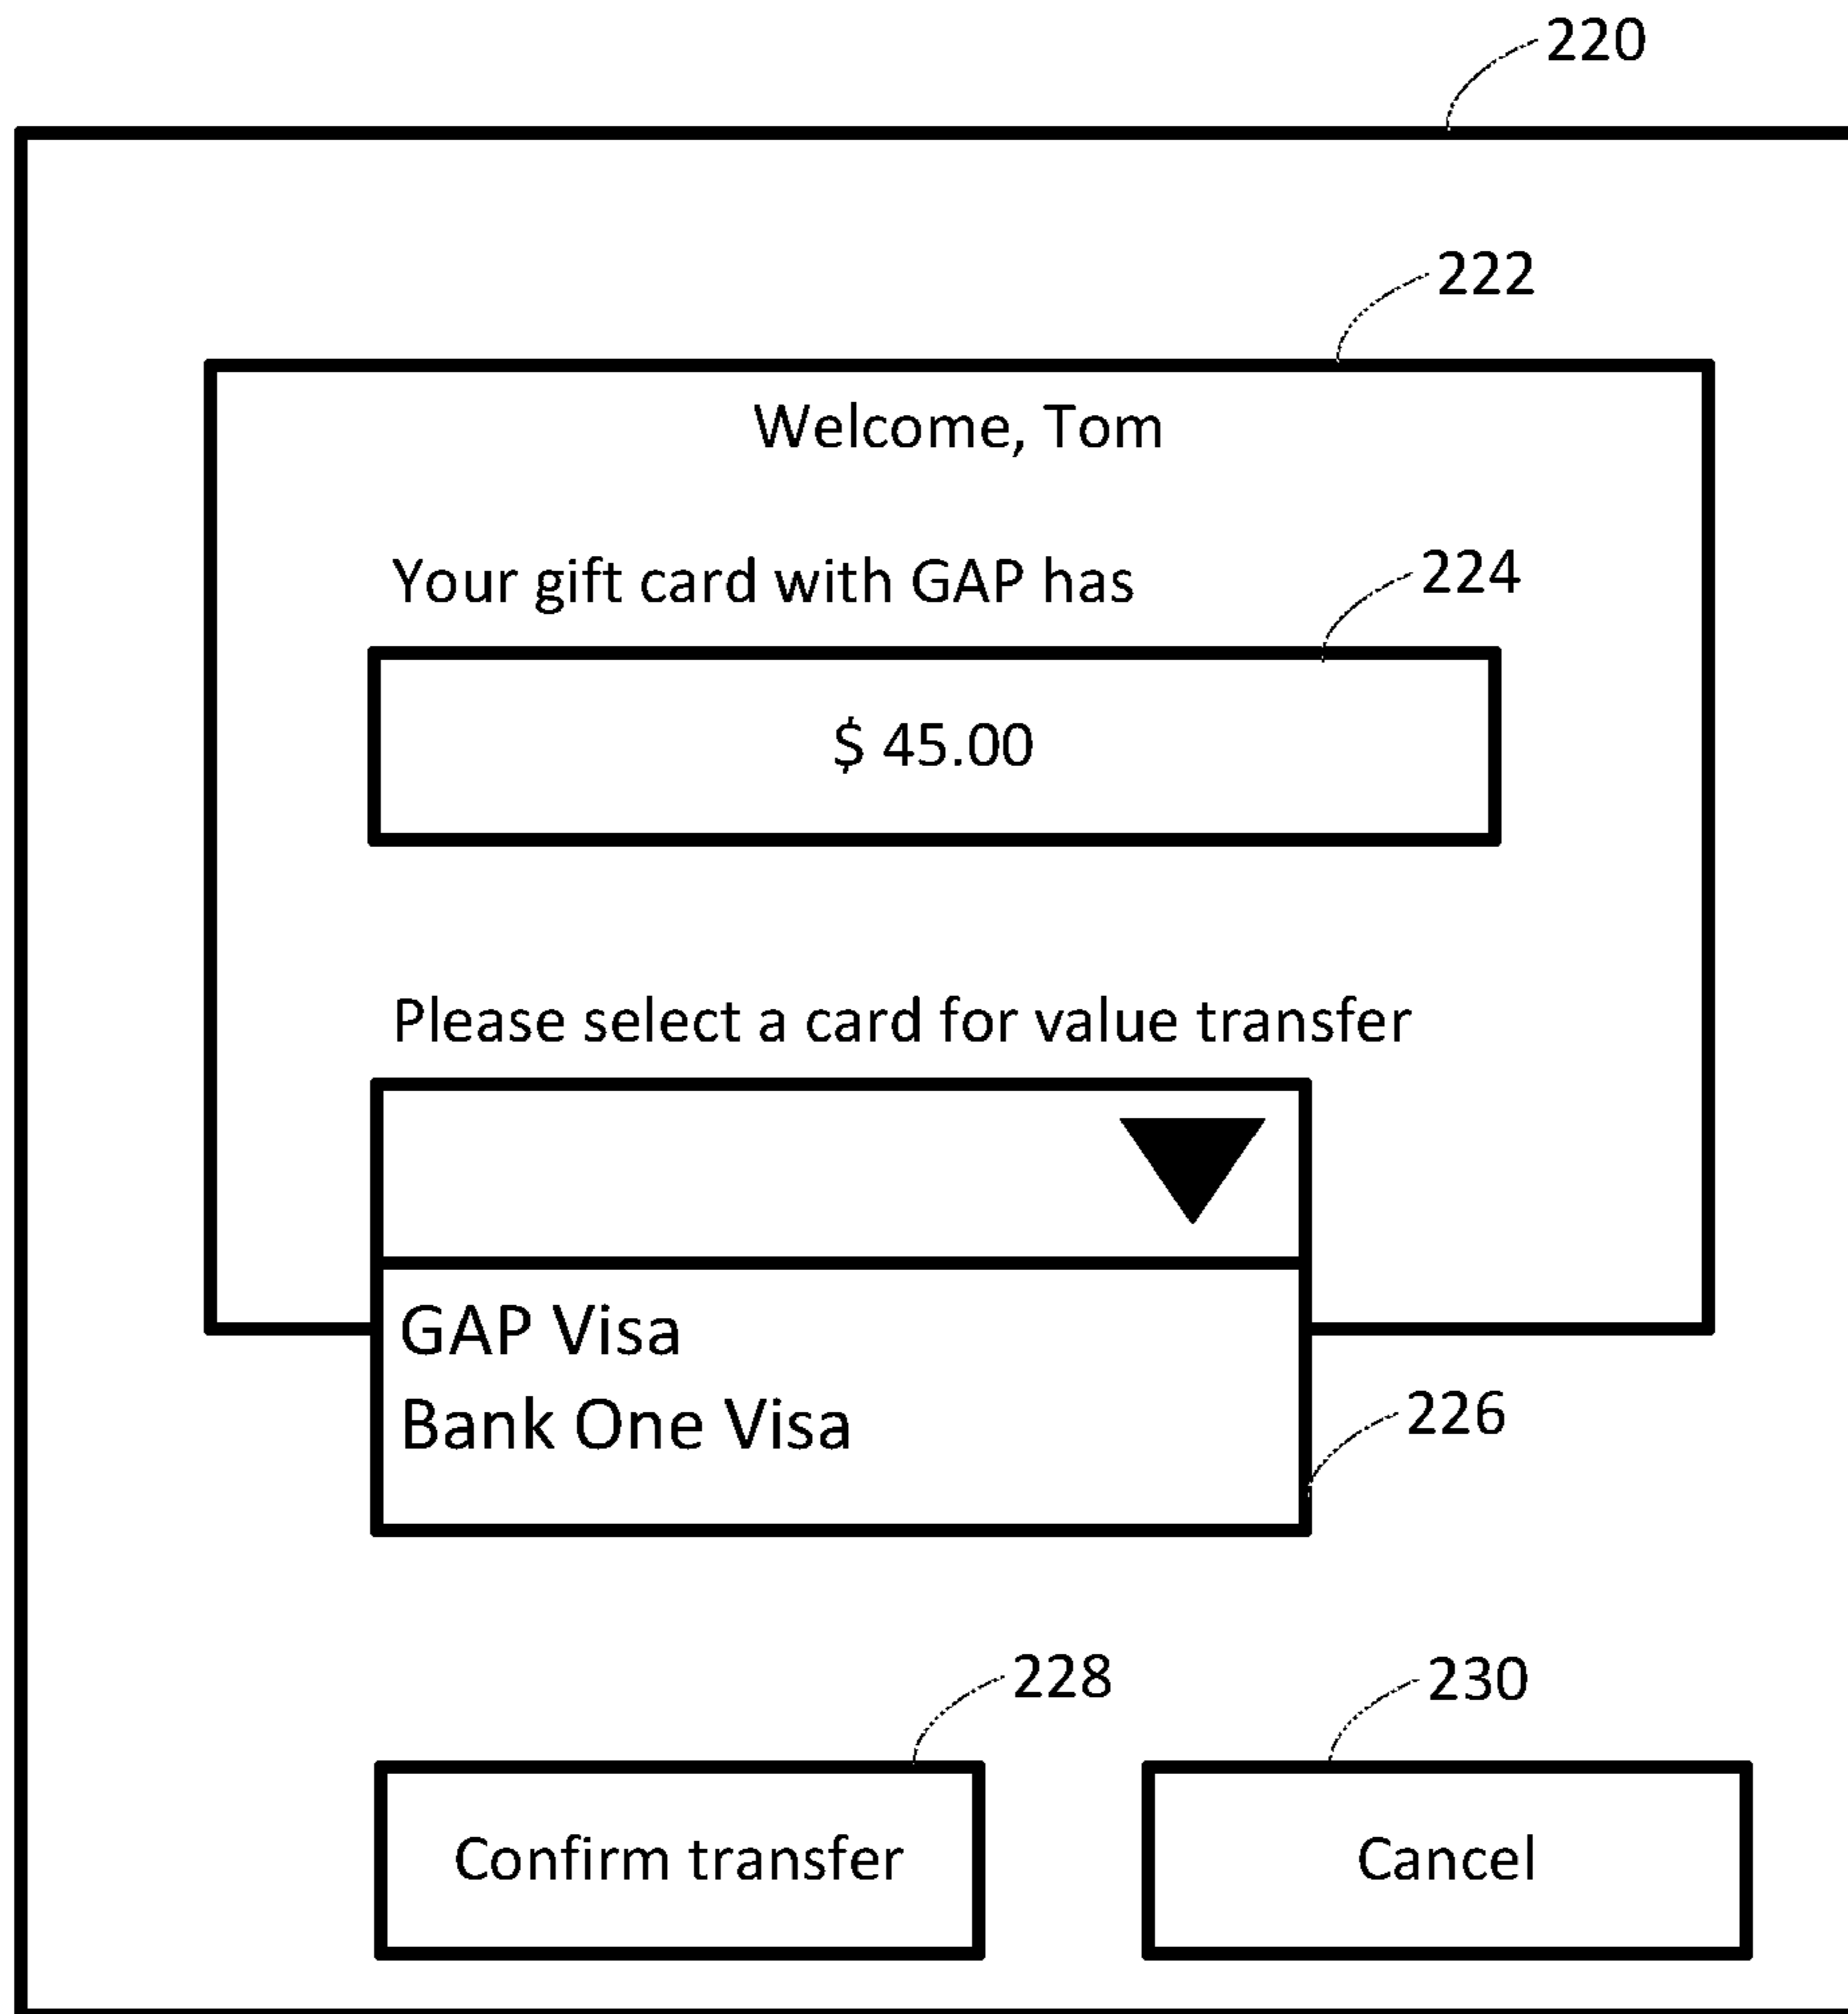 220
222
Welcome, Tom
Your gift card with GAP has
224
$ 45.00
Please select a card for value transfer
GAP Visa
Bank One Visa
226
228
230
Confirm transfer
Cancel